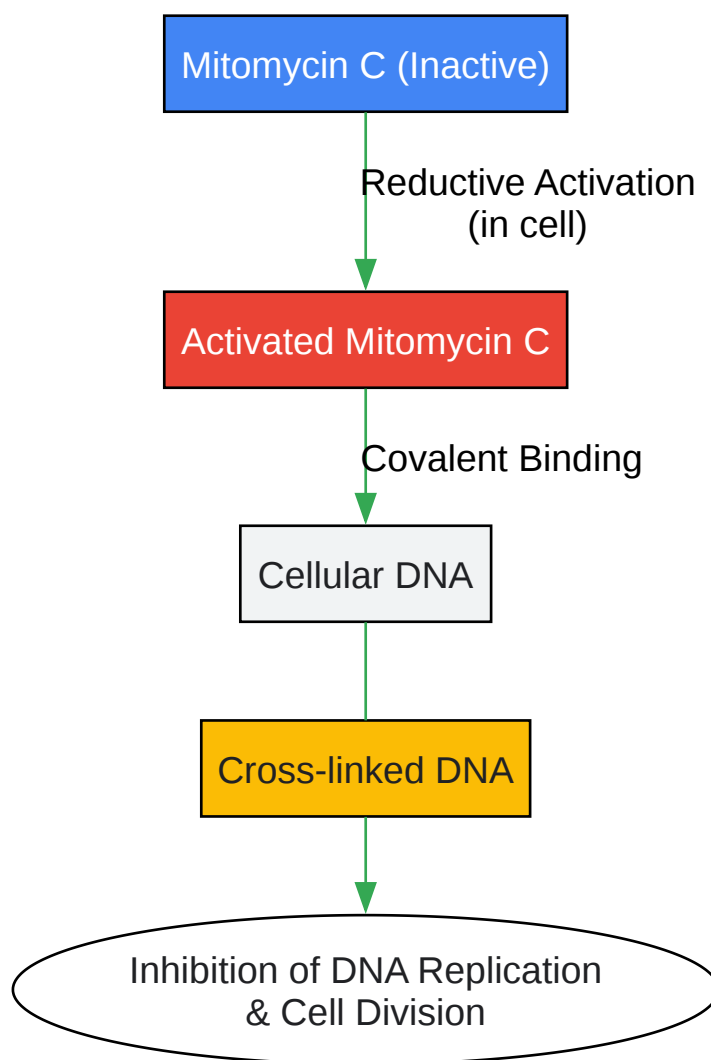 Mitomycin C (Inactive)
Reductive Activation
(in cell)
Activated Mitomycin C
Covalent Binding
Cellular DNA
Cross-linked DNA
Inhibition of DNA Replication
& Cell Division